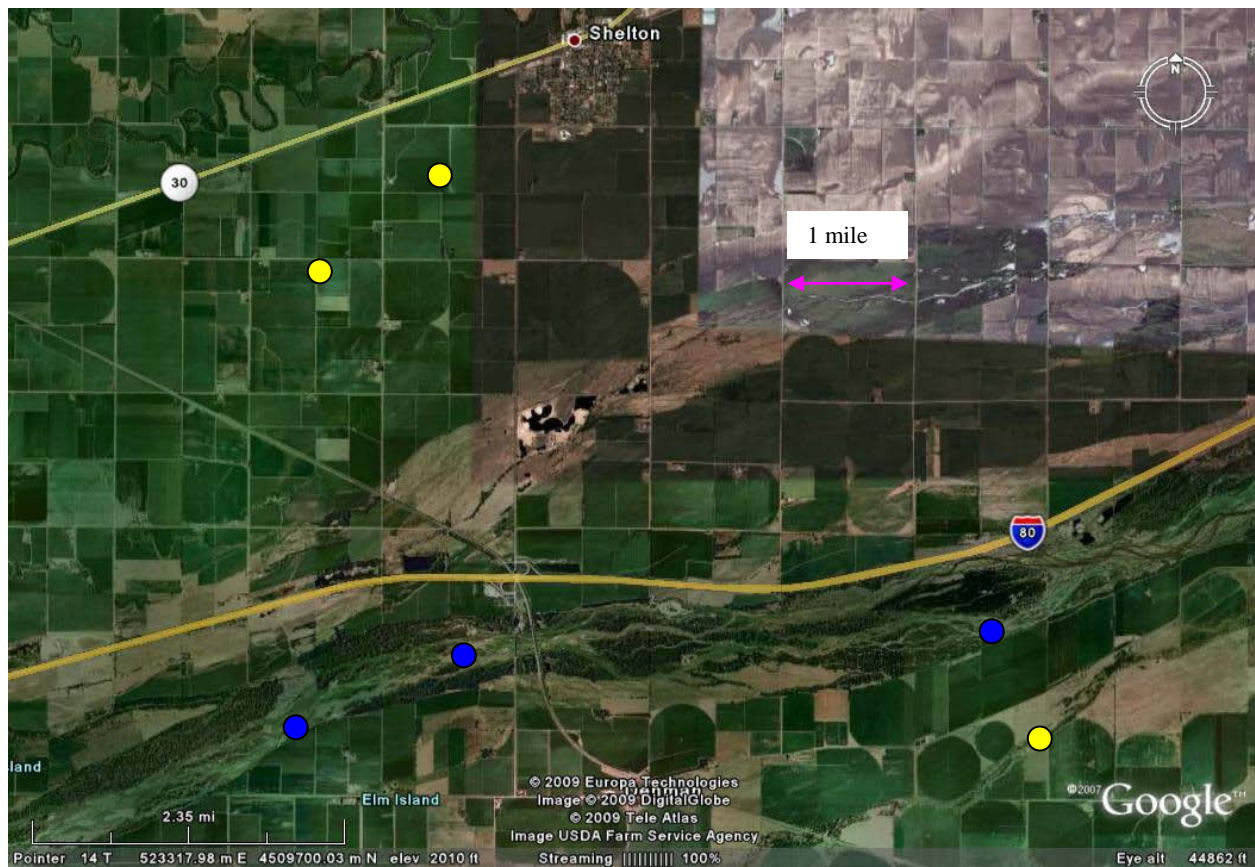 Shelton
N
30
1 mile
80
Island
Elm Island
© 2009 Europa Technologies
Image © 2009 DigitalGlobe
© 2009 Tele Atlas
Image USDA Farm Service Agency
©2007 Google™
2.35 mi
Pointer 14 T 523317.98 m E 4509700.03 m N elev 2010 ft Streaming |||||||||| 100% Eye alt 44862 ft